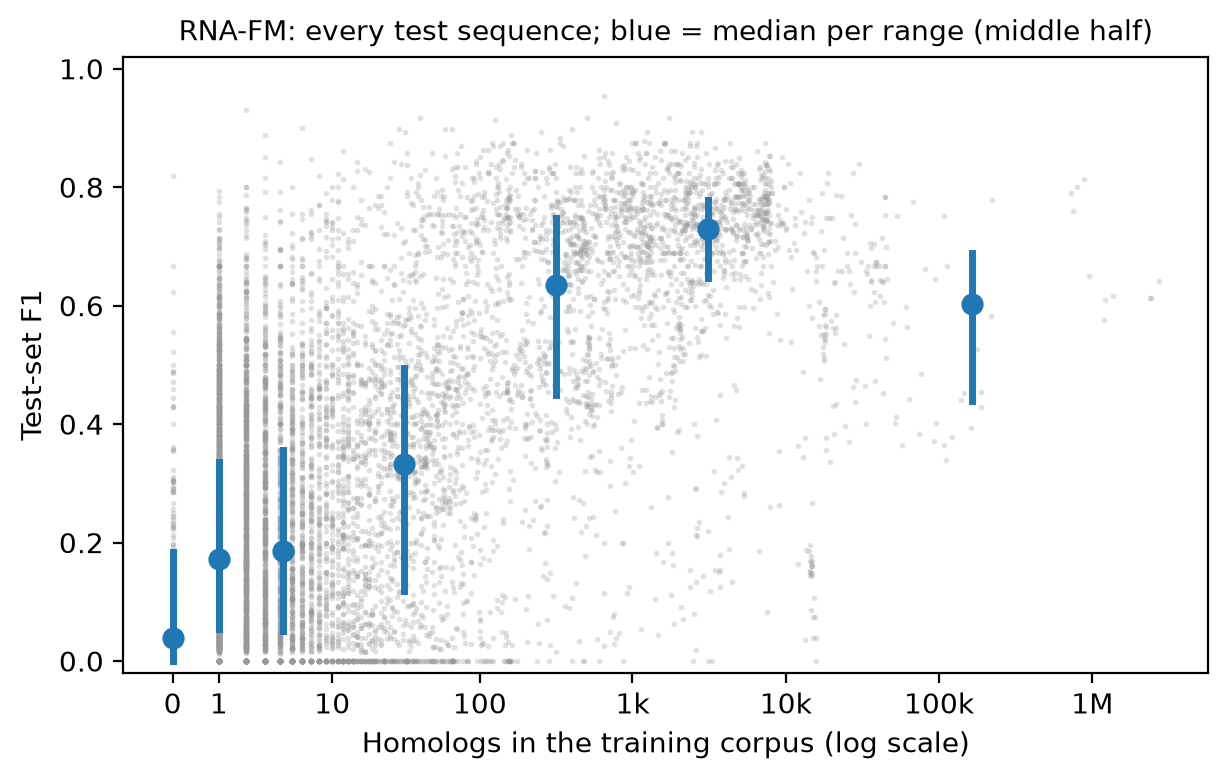 RNA-FM: every test sequence; blue = median per range (middle half)
Test-set F1
1.0
0.8
0.6
0.4
0.2
0.0
0 1 10 100 1k 10k 100k 1M
Homologs in the training corpus (log scale)